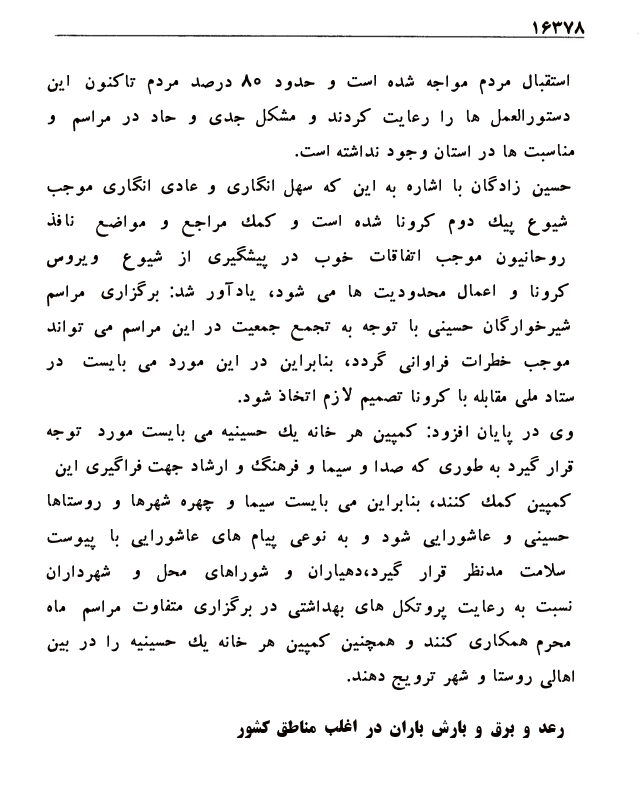 ۱۶۳۷۸
استقبال مردم مواجه شده است و حدود ۸۰ درصد مردم تاکنون این
دستورالعمل ها را رعایت کردند و مشکل جدی و حاد در مراسم و
مناسبت ها در استان وجود نداشته است.
حسین زادگان با اشاره به این که سهل انگاری و عادی انگاری موجب
شیوع پیك دوم کرونا شده است و کمك مراجع و مواضع نافذ
روحانیون موجب اتفاقات خوب در پیشگیری از شیوع ویروس
کرونا و اعمال محدودیت ها می شود، یادآور شد: برگزاری مراسم
شیرخوارگان حسینی با توجه به تجمع جمعیت در این مراسم می تواند
موجب خطرات فراوانی گردد، بنابراین در این مورد می بایست در
ستاد ملی مقابله با کرونا تصمیم لازم اتخاذ شود.
وی در پایان افزود: کمپین هر خانه یك حسینیه می بایست مورد توجه
قرار گیرد به طوری که صدا و سیما و فرهنگ و ارشاد جهت فراگیری این
کمپین کمك کنند، بنابراین می بایست سیما و چهره شهرها و روستاها
حسینی و عاشورایی شود و به نوعی پیام های عاشورایی با پیوست
سلامت مدنظر قرار گیرد،دهیاران و شوراهای محل و شهرداران
نسبت به رعایت پروتکل های بهداشتی در برگزاری متفاوت مراسم ماه
محرم همکاری کنند و همچنین کمپین هر خانه یك حسینیه را در بین
اهالی روستا و شهر ترویج دهند.
رعد و برق و بارش باران در اغلب مناطق کشور